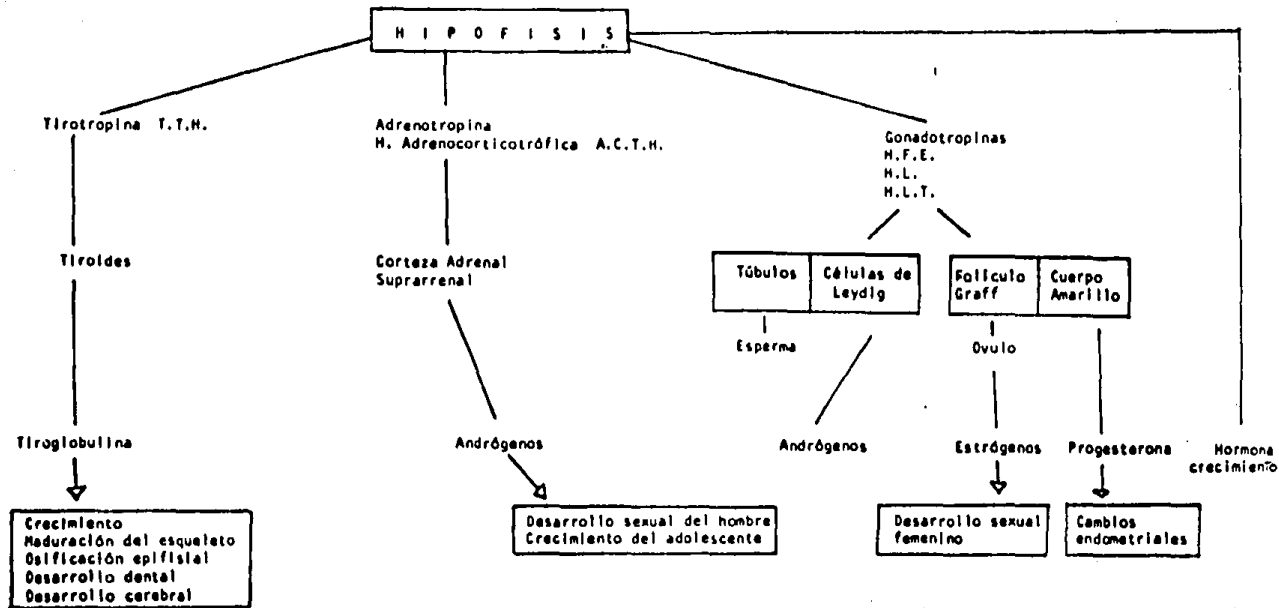 H I P O F I S I S
Tirotropina T.T.H.
Adrenotropina
H. Adrenocorticotráfica A.C.T.H.
Gonadotropinas
H.F.E.
H.L.
H.L.T.
Tiroides
Corteza Adrenal
Suprarrenal
Túbulos
Células de
Leydig
Folículo
Graff
Cuerpo
Amarillo
Esperma
Ovulo
Tiroglobulina
Andrógenos
Andrógenos
Estrógenos
Progesterona
Hormona
crecimiento
Crecimiento
Maduración del esqueleto
Osificación epifisial
Desarrollo dental
Desarrollo cerebral
Desarrollo sexual del hombre
Crecimiento del adolescente
Desarrollo sexual
femenino
Cambios
endometriales